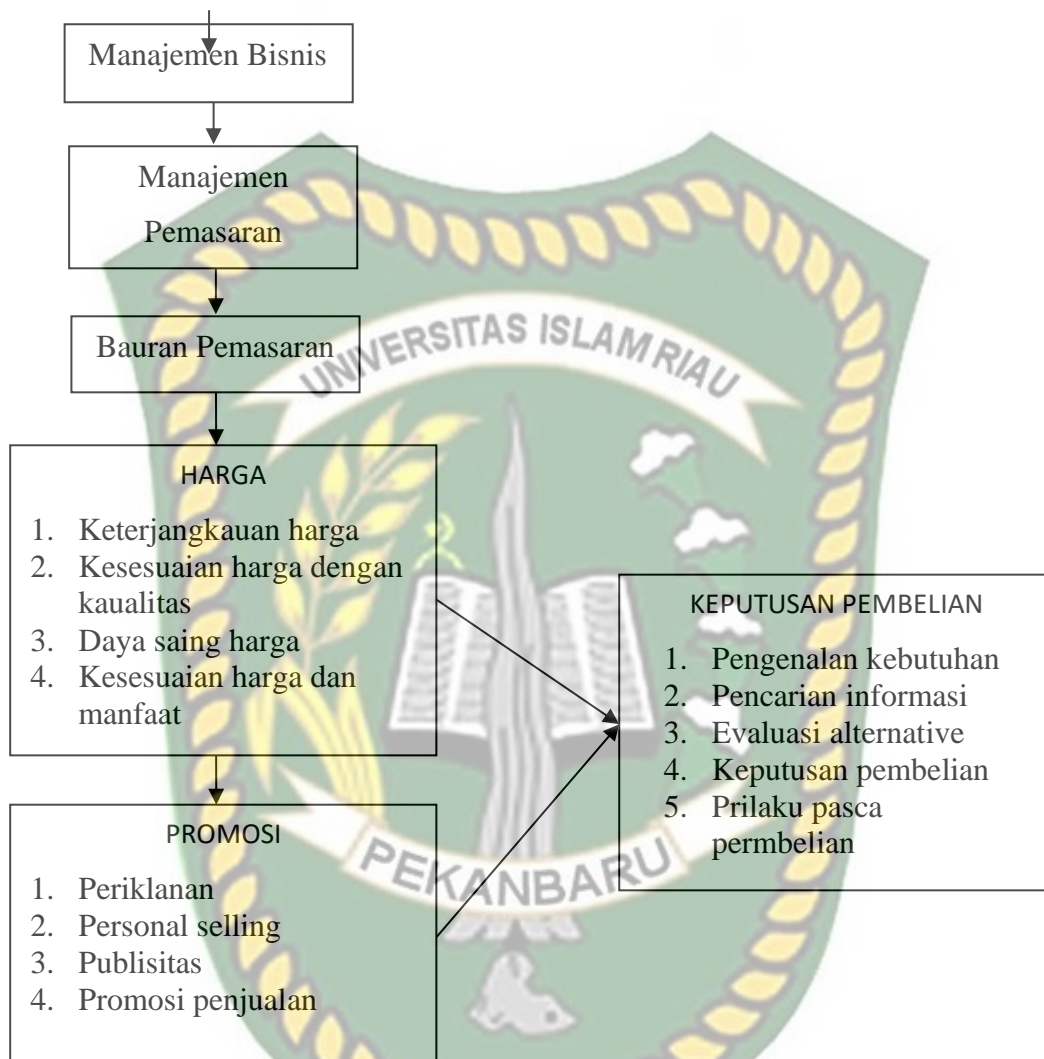 Manajemen Bisnis
Manajemen
Pemasaran
Bauran Pemasaran
HARGA
1. Keterjangkauan harga
2. Kesesuaian harga dengan
kaualitas
3. Daya saing harga
4. Kesesuaian harga dan
manfaat
PROMOSI
1. Periklanan
2. Personal selling
3. Publisitas
4. Promosi penjualan
KEPUTUSAN PEMBELIAN
1. Pengenalan kebutuhan
2. Pencarian informasi
3. Evaluasi alternative
4. Keputusan pembelian
5. Prilaku pasca
permbelian
UNIVERSITAS ISLAM RIAU
PEKANBARU